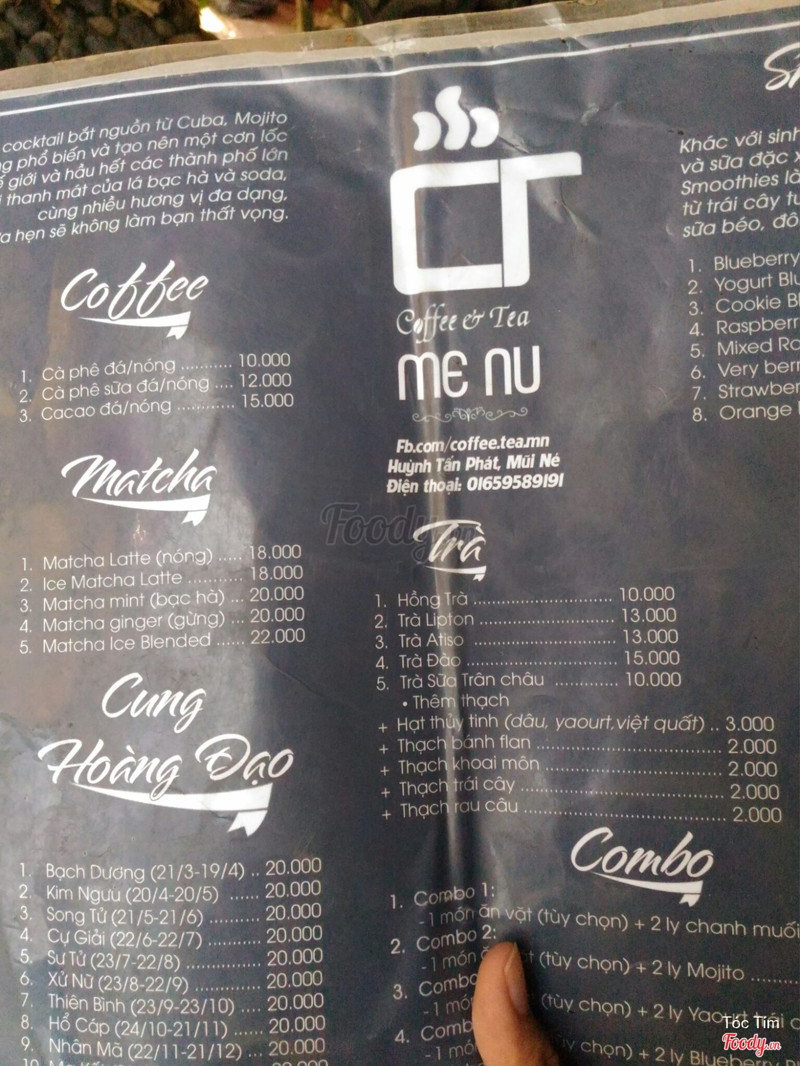 cocktail bắt nguồn từ Cuba, Mojito
phổ biến và tạo nên một cơn lốc
giới và hầu hết các thành phố lớn
thanh mát của lá bạc hà và soda,
cùng nhiều hương vị đa dạng,
hẹn sẽ không làm bạn thất vọng.
Coffee
1. Cà phê đá/nóng .......... 10.000
2. Cà phê sữa đá/nóng .... 12.000
3. Cacao đá/nóng ............ 15.000
Matcha
1. Matcha Latte (nóng) ..... 18.000
2. Ice Matcha Latte ........... 18.000
3. Matcha mint (bạc hà) ... 20.000
4. Matcha ginger (gừng) ... 20.000
5. Matcha Ice Blended ...... 22.000
Cung
Hoàng Đạo
1. Bạch Dương (21/3-19/4) .. 20.000
2. Kim Ngưu (20/4-20/5) ...... 20.000
3. Song Tử (21/5-21/6) ......... 20.000
4. Cự Giải (22/6-22/7) .......... 20.000
5. Sư Tử (23/7-22/8) ............. 20.000
6. Xử Nữ (23/8-22/9) ............ 20.000
7. Thiên Bình (23/9-23/10) .... 20.000
8. Hổ Cáp (24/10-21/11) ...... 20.000
9. Nhân Mã (22/11-21/12) ... 20.000
CT
Coffee & Tea
MENU
Fb.com/coffee.tea.mn
Huỳnh Tấn Phát, Mũi Né
Điện thoại: 01659589191
Foody.vn
Trà
1. Hồng Trà ................................ 10.000
2. Trà Lipton ............................... 13.000
3. Trà Atiso ................................. 13.000
4. Trà Đào .................................. 15.000
5. Trà Sữa Trân châu ............. 10.000
• Thêm thạch
+ Hạt thủy tinh (dâu, yaourt.việt quất) .. 3.000
+ Thạch bánh flan .............................. 2.000
+ Thạch khoai môn ............................ 2.000
+ Thạch trái cây ................................. 2.000
+ Thạch rau câu ................................ 2.000
Combo
1. Combo 1:
- 1 món ăn vặt (tùy chọn) + 2 ly chanh muối
2. Combo 2:
- 1 món (tùy chọn) + 2 ly Mojito ...........
3. Combo
- 1 món (tùy chọn) + 2 ly Yaourt trái
4. Comb
- 1 món (tùy chọn) + 2 ly Blueberry
Khác với sinh
và sữa đặc
Smoothies là
từ trái cây
sữa béo,
1. Blueberry
2. Yogurt Blu
3. Cookie Bl
4. Raspberr
5. Mixed Ra
6. Very berr
7. Strawber
8. Orange
Tóc Tím
Foody.vn